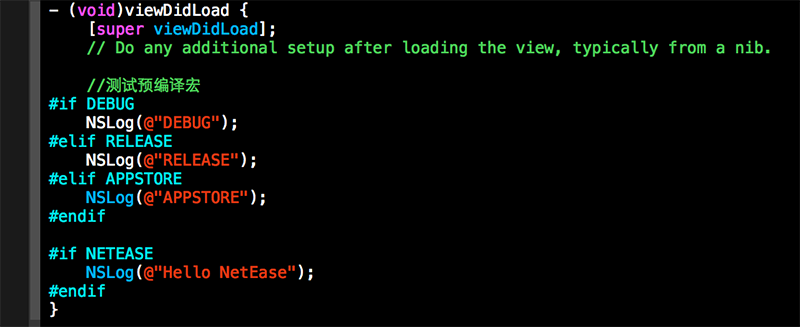 - (void)viewDidLoad {
    [super viewDidLoad];
    // Do any additional setup after loading the view, typically from a nib.

    //测试预编译宏
#if DEBUG
    NSLog(@"DEBUG");
#elif RELEASE
    NSLog(@"RELEASE");
#elif APPSTORE
    NSLog(@"APPSTORE");
#endif

#if NETEASE
    NSLog(@"Hello NetEase");
#endif
}